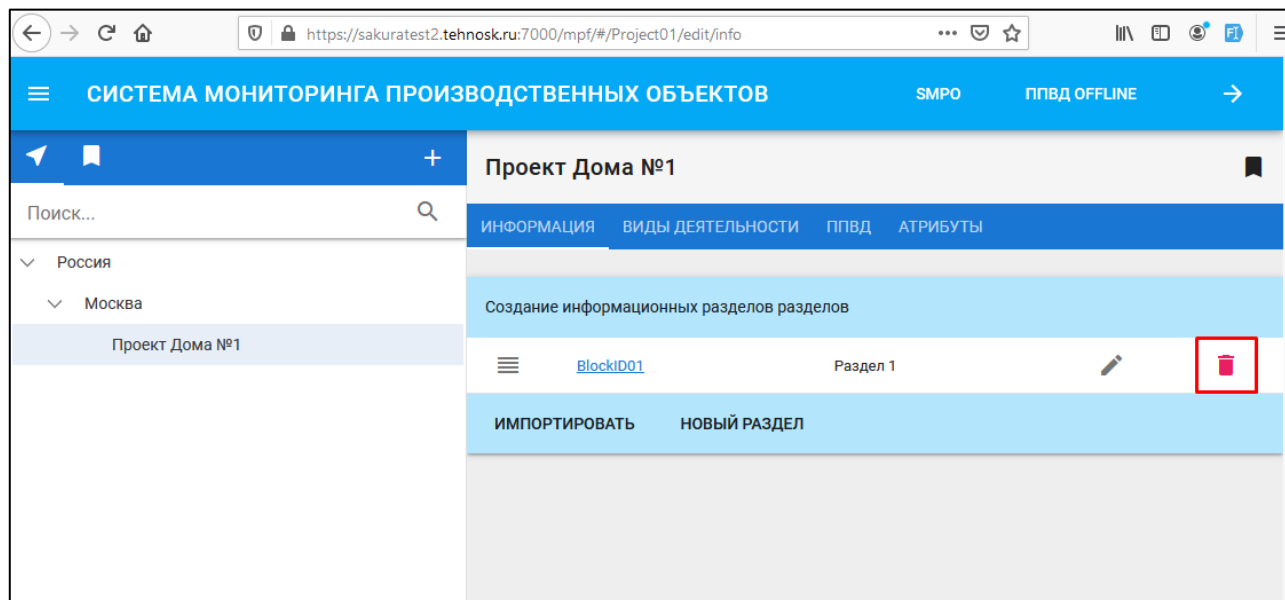 https://sakuratest2.tehnosk.ru:7000/mpf/#/Project01/edit/info
СИСТЕМА МОНИТОРИНГА ПРОИЗВОДСТВЕННЫХ ОБЪЕКТОВ SMPO ППВД OFFLINE
Проект Дома №1
Поиск...
ИНФОРМАЦИЯ ВИДЫ ДЕЯТЕЛЬНОСТИ ППВД АТРИБУТЫ
Россия
Москва
Проект Дома №1
Создание информационных разделов разделов
BlockID01 Раздел 1
ИМПОРТИРОВАТЬ НОВЫЙ РАЗДЕЛ